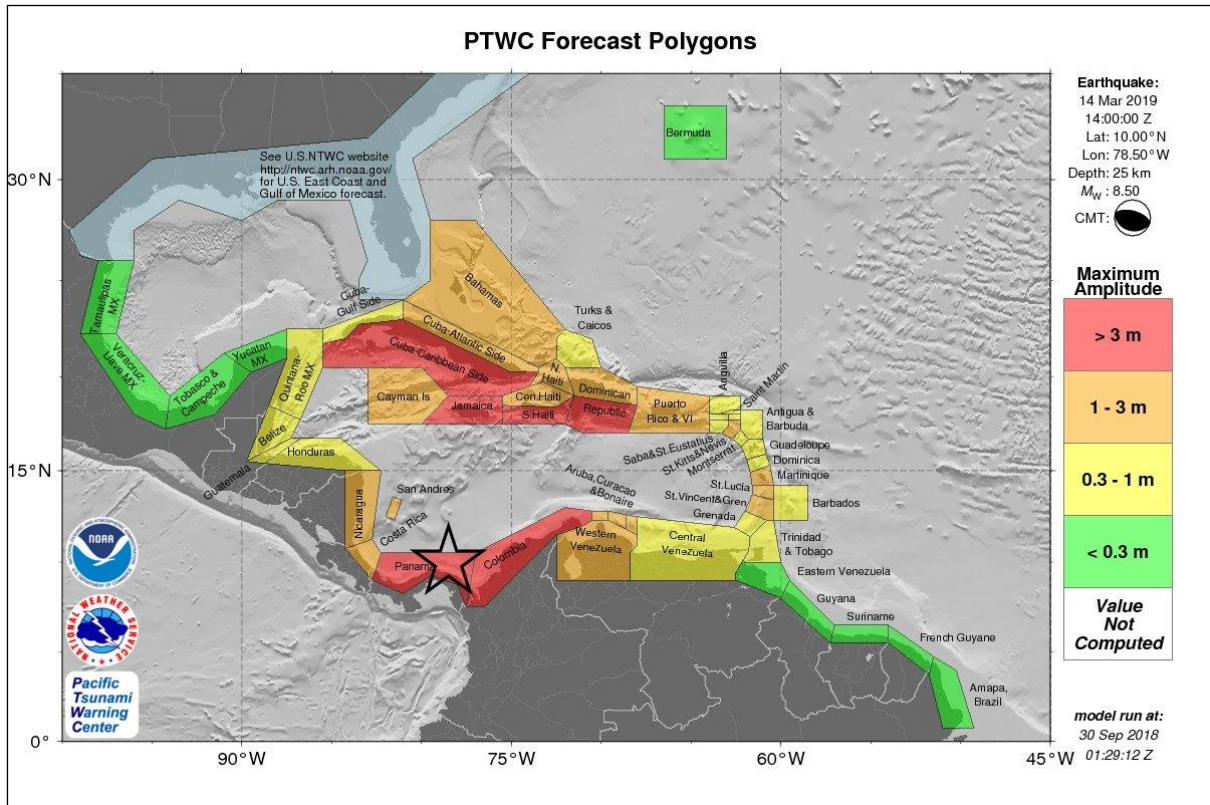 PTWC Forecast Polygons
Earthquake:
14 Mar 2019
14:00:00 Z
Lat: 10.00°N
Lon: 78.50°W
Depth: 25 km
MW : 8.50
CMT:
Bermuda
See U.S.NTWC website
http://ntwc.arh.noaa.gov/
for U.S. East Coast and
Gulf of Mexico forecast.
30°N
Tamaulipas
MX
Cuba-
Gulf Side
Bahamas
Turks &
Caicos
Veracruz-
Llave MX
Yucatan
MX
Tobasco &
Campeche
Quintana-
Roo MX
Cuba-Atlantic Side
Cuba-Caribbean Side
N.
Haiti
Cen.Haiti
S.Haiti
Dominican
Republic
Cayman Is
Jamaica
Puerto
Rico & VI
Anguilla
Saint Martin
Antigua &
Barbuda
Saba&St.Eustatius
St.Kitts&Nevis
Montserrat
Guadeloupe
Dominica
Martinique
Belize
Honduras
15°N
Guatemala
Nicaragua
San Andres
Costa Rica
Aruba,Curacao
&Bonaire
St.Lucia
St.Vincent&Gren
Grenada
Barbados
Panama
Colombia
Western
Venezuela
Central
Venezuela
Trinidad
& Tobago
Eastern Venezuela
Guyana
Suriname
French Guyane
Amapa,
Brazil
0°
90°W
75°W
60°W
45°W
Maximum
Amplitude
> 3 m
1 - 3 m
0.3 - 1 m
< 0.3 m
Value
Not
Computed
model run at:
30 Sep 2018
01:29:12 Z
NOAA
NATIONAL WEATHER SERVICE
Pacific
Tsunami
Warning
Center